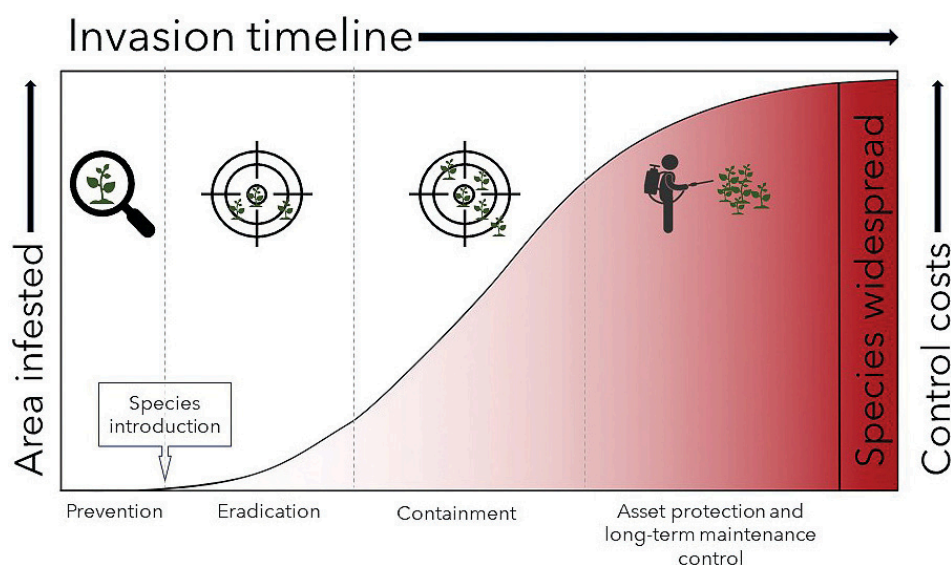 Invasion timeline
Area infested
Species
introduction
Species widespread
Control costs
Prevention
Eradication
Containment
Asset protection and
long-term maintenance
control